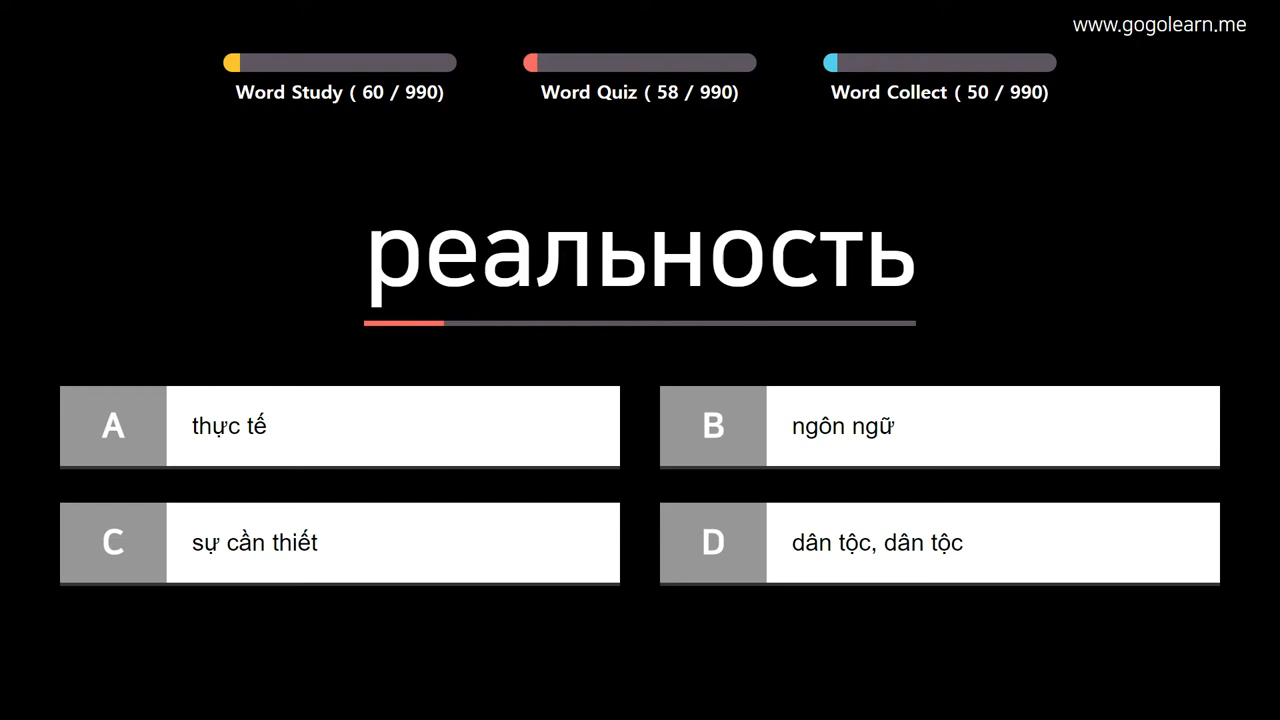 www.gogolearn.me
Word Study ( 60 / 990)
Word Quiz ( 58 / 990)
Word Collect ( 50 / 990)
реальность
A
thực tế
B
ngôn ngữ
C
sự cần thiết
D
dân tộc, dân tộc